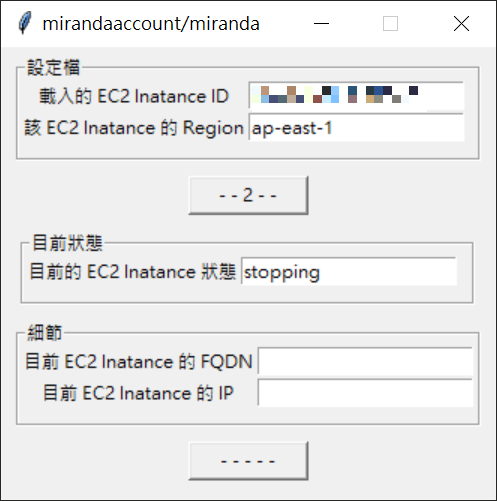 mirandaaccount/miranda
設定檔
載入的 EC2 Inatance ID
該 EC2 Inatance 的 Region ap-east-1
- - 2 - -
目前狀態
目前的 EC2 Inatance 狀態 stopping
細節
目前 EC2 Inatance 的 FQDN
目前 EC2 Inatance 的 IP
- - - - -